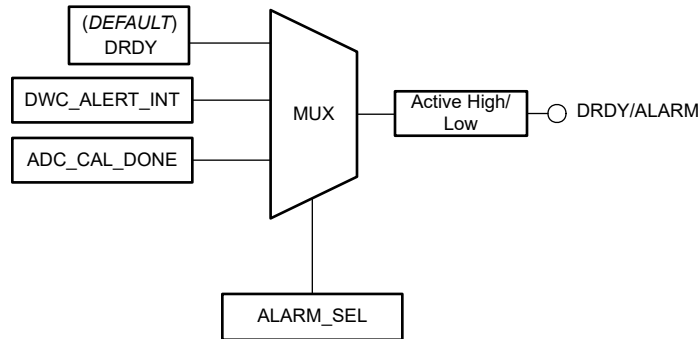 (DEFAULT)
DRDY
DWC_ALERT_INT
ADC_CAL_DONE
MUX
Active High/
Low
DRDY/ALARM
ALARM_SEL